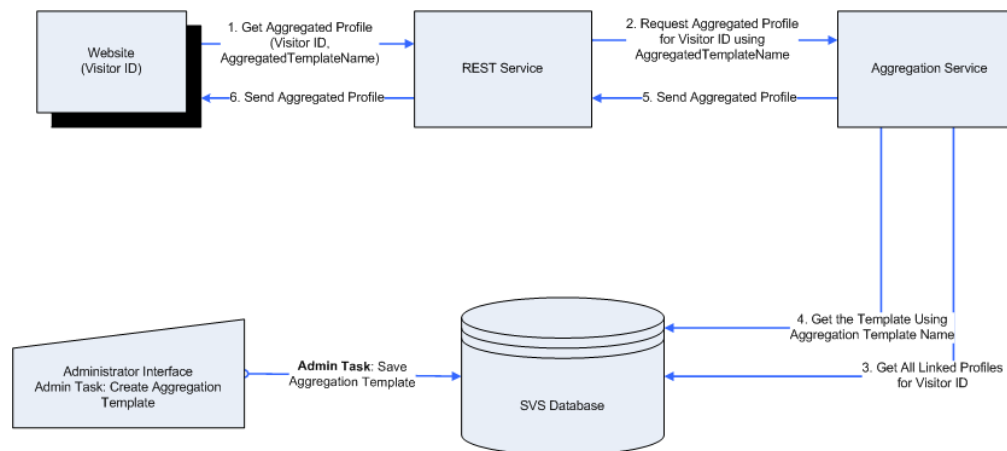 Website
(Visitor ID)
1. Get Aggregated Profile
(Visitor ID,
AggregatedTemplateName)
6. Send Aggregated Profile
REST Service
2. Request Aggregated Profile
for Visitor ID using
AggregatedTemplateName
5. Send Aggregated Profile
Aggregation Service
4. Get the Template Using
Aggregation Template Name
3. Get All Linked Profiles
for Visitor ID
Administrator Interface
Admin Task: Create Aggregation
Template
Admin Task: Save
Aggregation Template
SVS Database